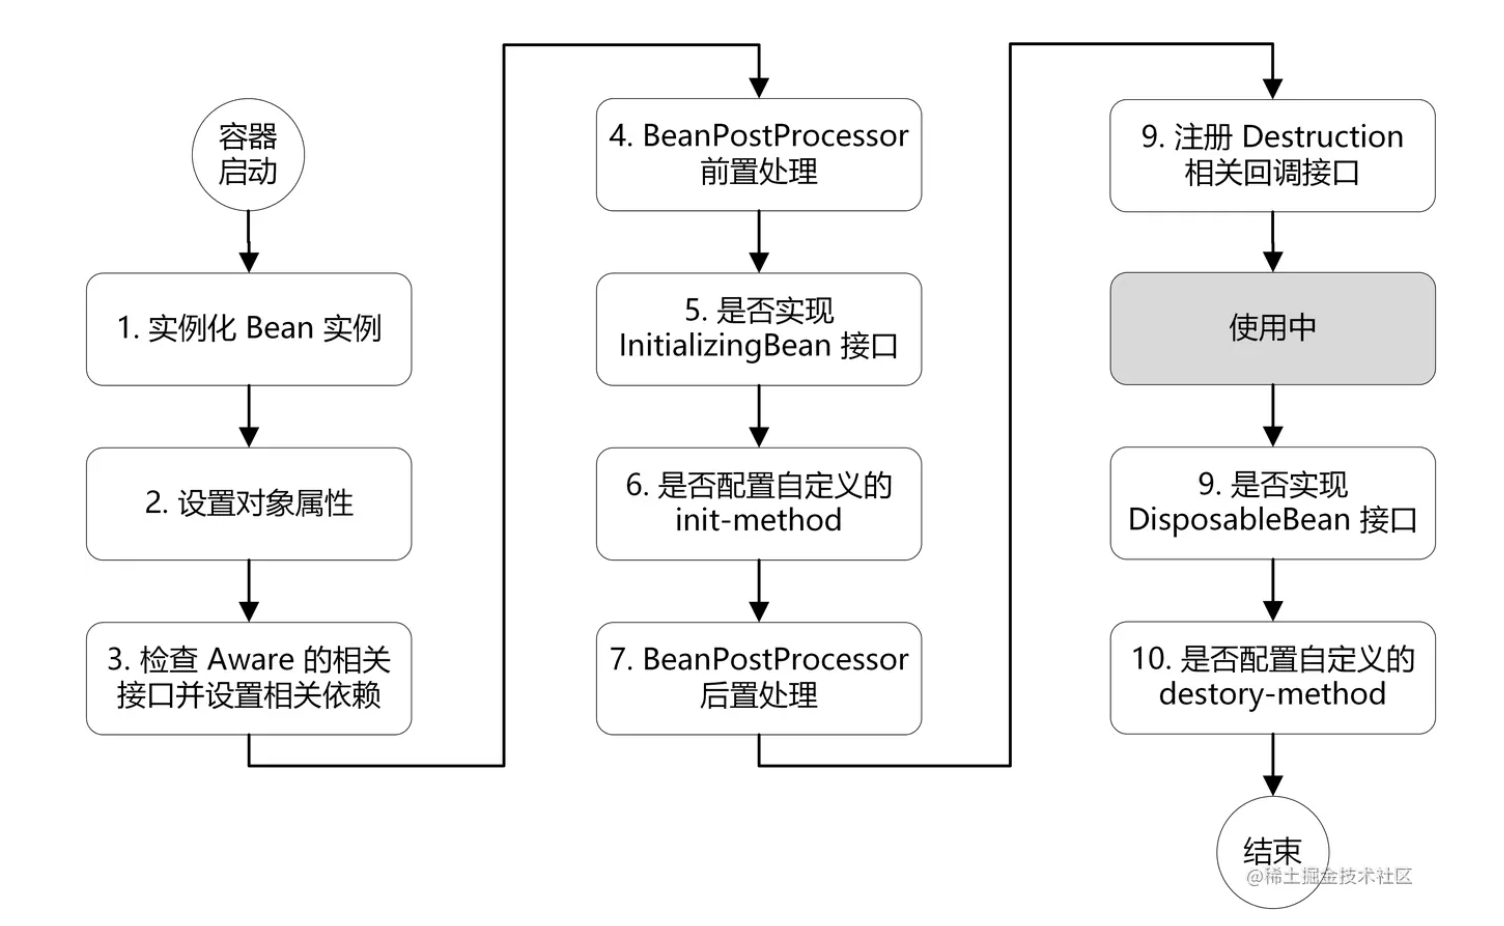 容器
启动
1. 实例化 Bean 实例
2. 设置对象属性
3. 检查 Aware 的相关
接口并设置相关依赖
4. BeanPostProcessor
前置处理
5. 是否实现
InitializingBean 接口
6. 是否配置自定义的
init-method
7. BeanPostProcessor
后置处理
9. 注册 Destruction
相关回调接口
使用中
9. 是否实现
DisposableBean 接口
10. 是否配置自定义的
destory-method
结束
@稀土掘金技术社区